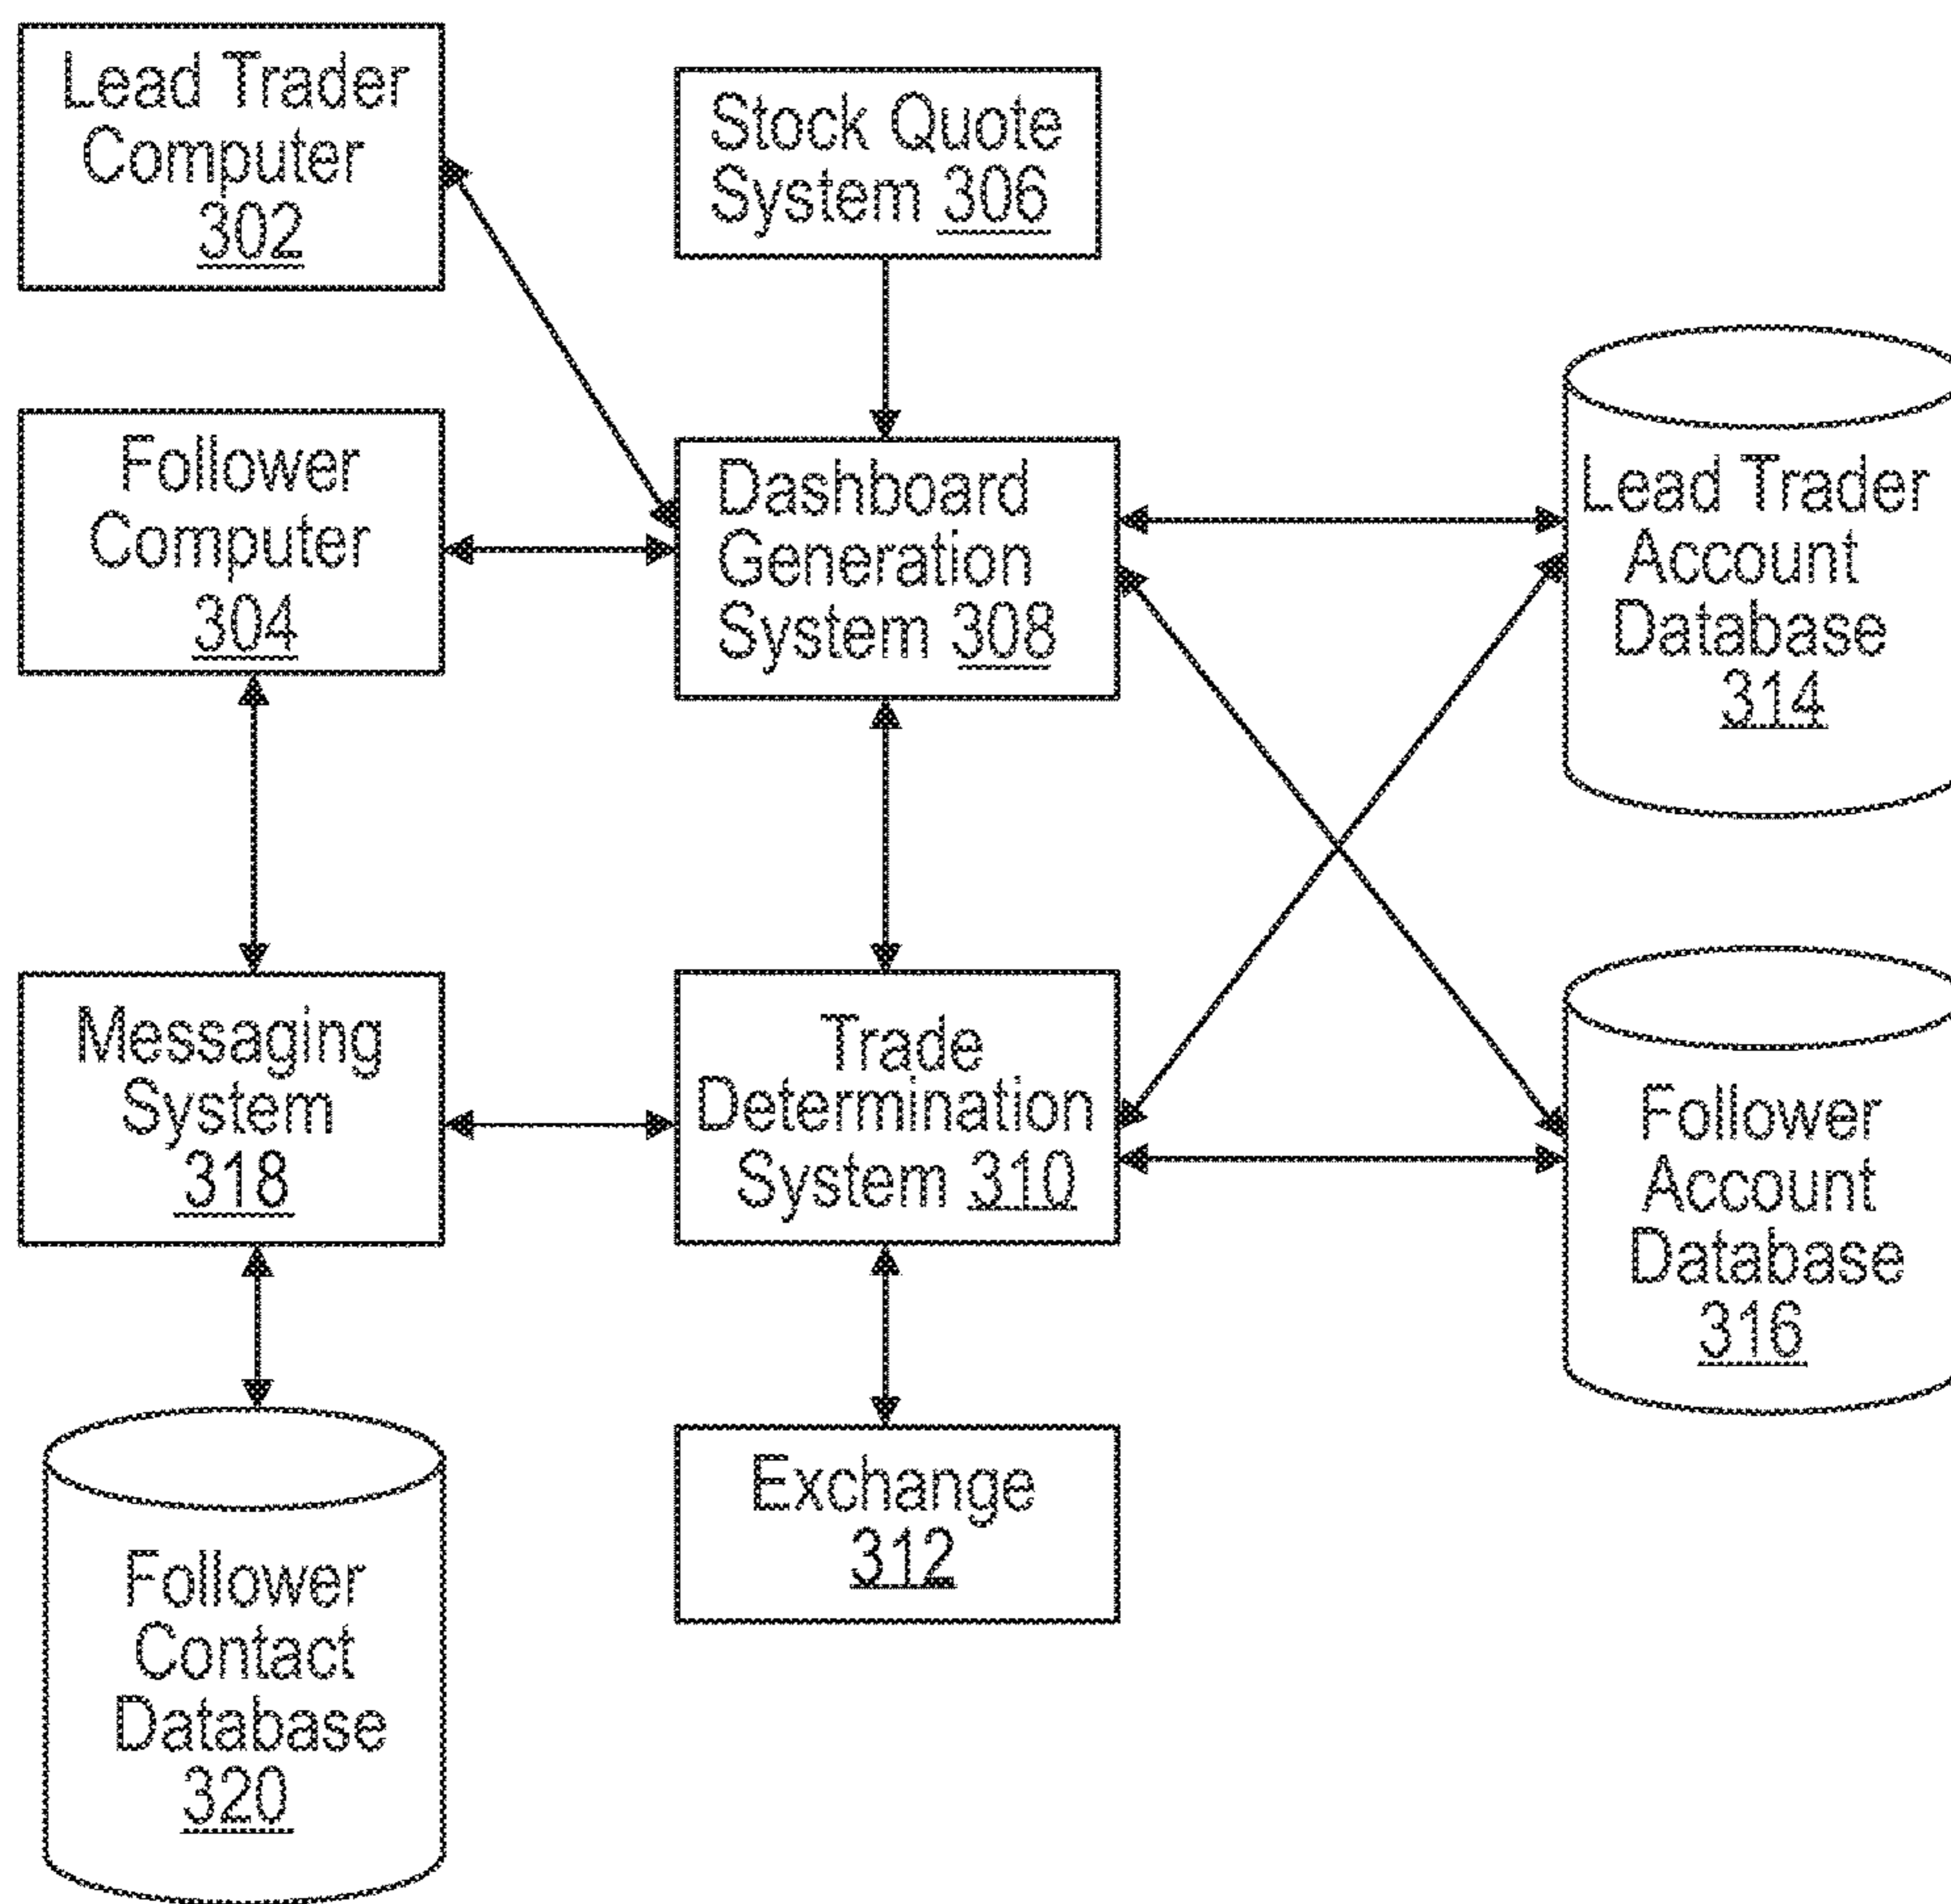 Lead Trader
Computer
302
Stock Quote
System 306
Follower
Computer
304
Dashboard
Generation
System 308
Lead Trader
Account
Database
314
Messaging
System
318
Trade
Determination
System 310
Follower
Account
Database
316
Follower
Contact
Database
320
Exchange
312